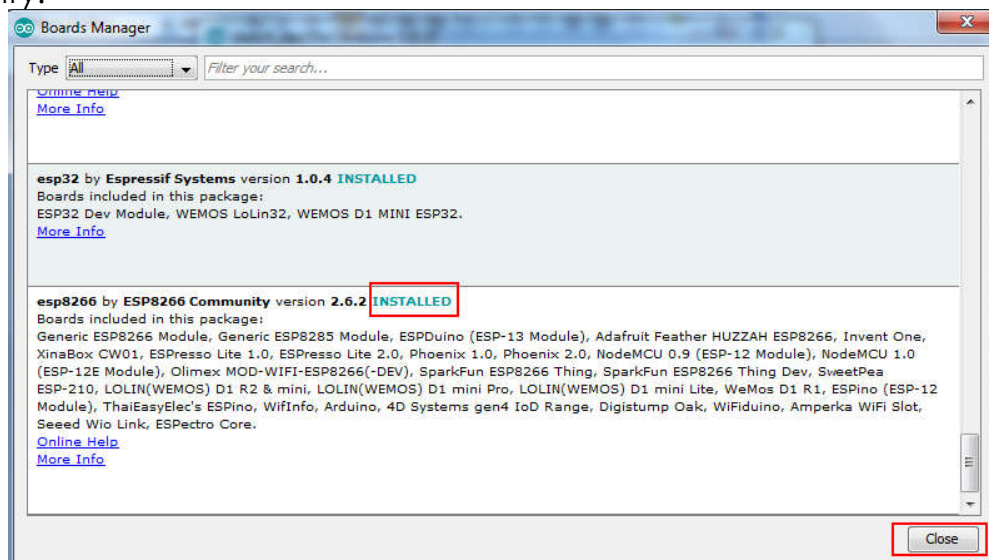 Boards Manager
Type All Filter your search...
Online Help
More Info
esp32 by Espressif Systems version 1.0.4 INSTALLED
Boards included in this package:
ESP32 Dev Module, WEMOS LoLin32, WEMOS D1 MINI ESP32.
More Info
esp8266 by ESP8266 Community version 2.6.2 INSTALLED
Boards included in this package:
Generic ESP8266 Module, Generic ESP8285 Module, ESPDuino (ESP-13 Module), Adafruit Feather HUZZAH ESP8266, Invent One,
XinaBox CW01, ESPresso Lite 1.0, ESPresso Lite 2.0, Phoenix 1.0, Phoenix 2.0, NodeMCU 0.9 (ESP-12 Module), NodeMCU 1.0
(ESP-12E Module), Olimex MOD-WIFI-ESP8266(-DEV), SparkFun ESP8266 Thing, SparkFun ESP8266 Thing Dev, SweetPea
ESP-210, LOLIN(WEMOS) D1 R2 & mini, LOLIN(WEMOS) D1 mini Pro, LOLIN(WEMOS) D1 mini Lite, WeMos D1 R1, ESPino (ESP-12
Module), ThaiEasyElec's ESPino, WifInfo, Arduino, 4D Systems gen4 IoD Range, Digistump Oak, WiFiduino, Amperka WiFi Slot,
Seeed Wio Link, ESPectro Core.
Online Help
More Info
Close